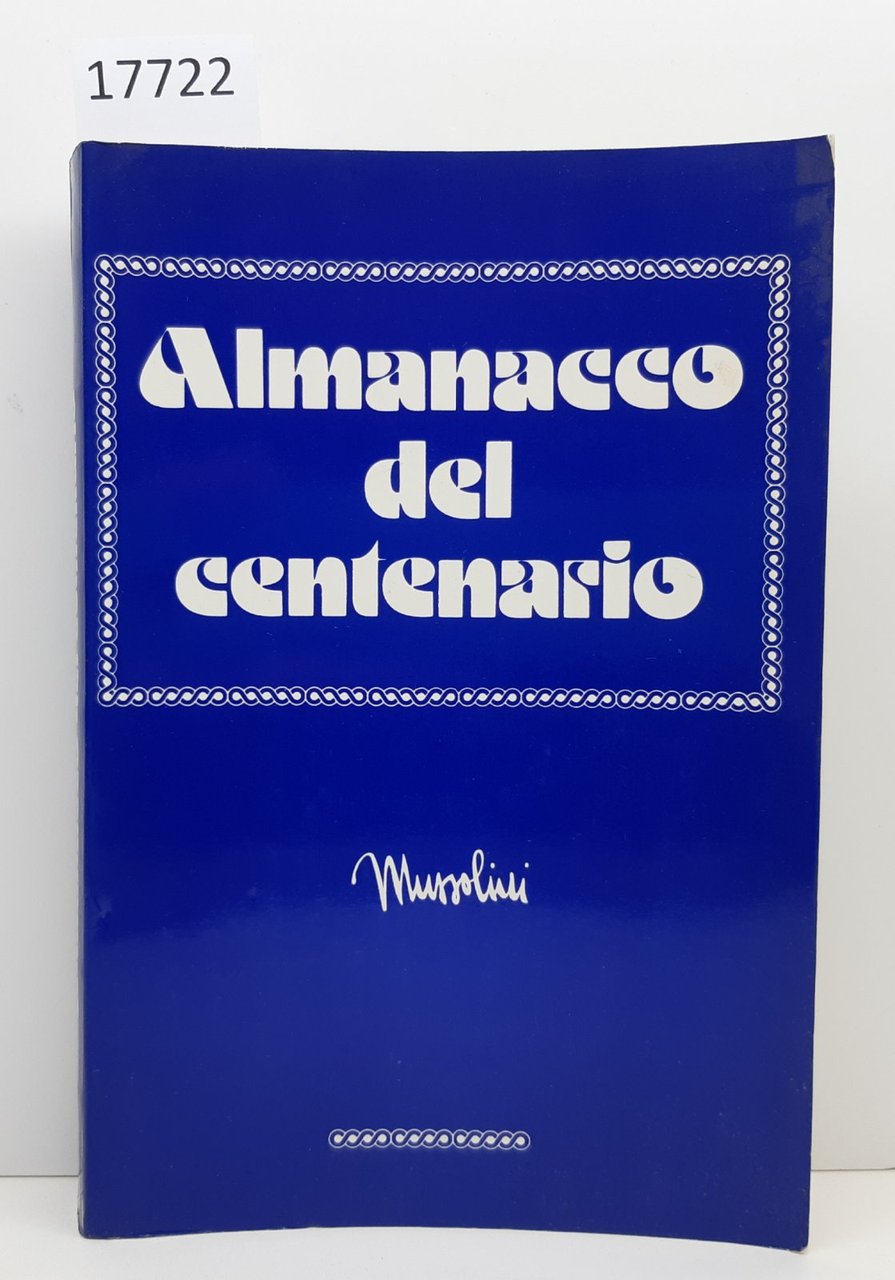 17722
Almanacco
del
centenario
Mussolini